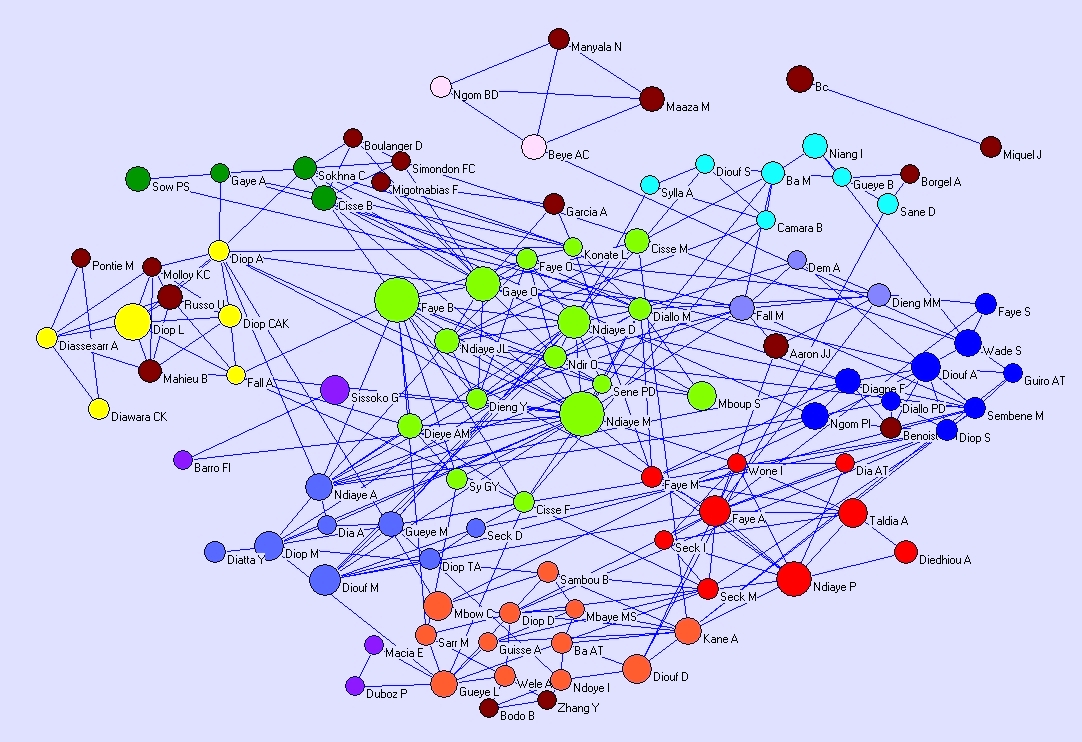 Manyala N
Bc
Ngom BD
Maaza M
Boulanger D
Beye AC
Niang I
Miquel J
Simondon FC
Diouf S
Sokhna C
Gaye A
Ba M
Gueye B
Borgel A
Sow PS
Migotnabias F
Sylla A
Cisse B
Garcia A
Sane D
Camara B
Konate L
Cisse M
Diop A
Pontie M
Faye O
Dem A
Molloy KC
Gaye O
Dieng MM
Russo U
Faye B
Diallo M
Fall M
Faye S
Diop L
Diop CAK
Ndiaye D
Diassesarr A
Ndiaye JL
Aaron JJ
Wade S
Ndir O
Mahieu B
Fall A
Diouf A
Guiro AT
Sene PD
Diagne F
Sissoko G
Mboup S
Diawara CK
Dieng Y
Diallo PD
Sembene M
Ndiaye M
Ngom PI
Dieye AM
Benoist
Diop S
Barro FI
Wone I
Dia AT
Sy GY
Faye M
Ndiaye A
Cisse F
Faye A
Taldia A
Dia A
Gueye M
Seck D
Seck I
Diatta Y
Diop M
Diop TA
Diedhiou A
Diouf M
Sambou B
Ndiaye P
Seck M
Mbow C
Diop D
Mbaye MS
Sarr M
Kane A
Guisse A
Ba AT
Macia E
Diouf D
Duboz P
Gueye L
Wele A
Ndoye I
Bodo B
Zhang Y